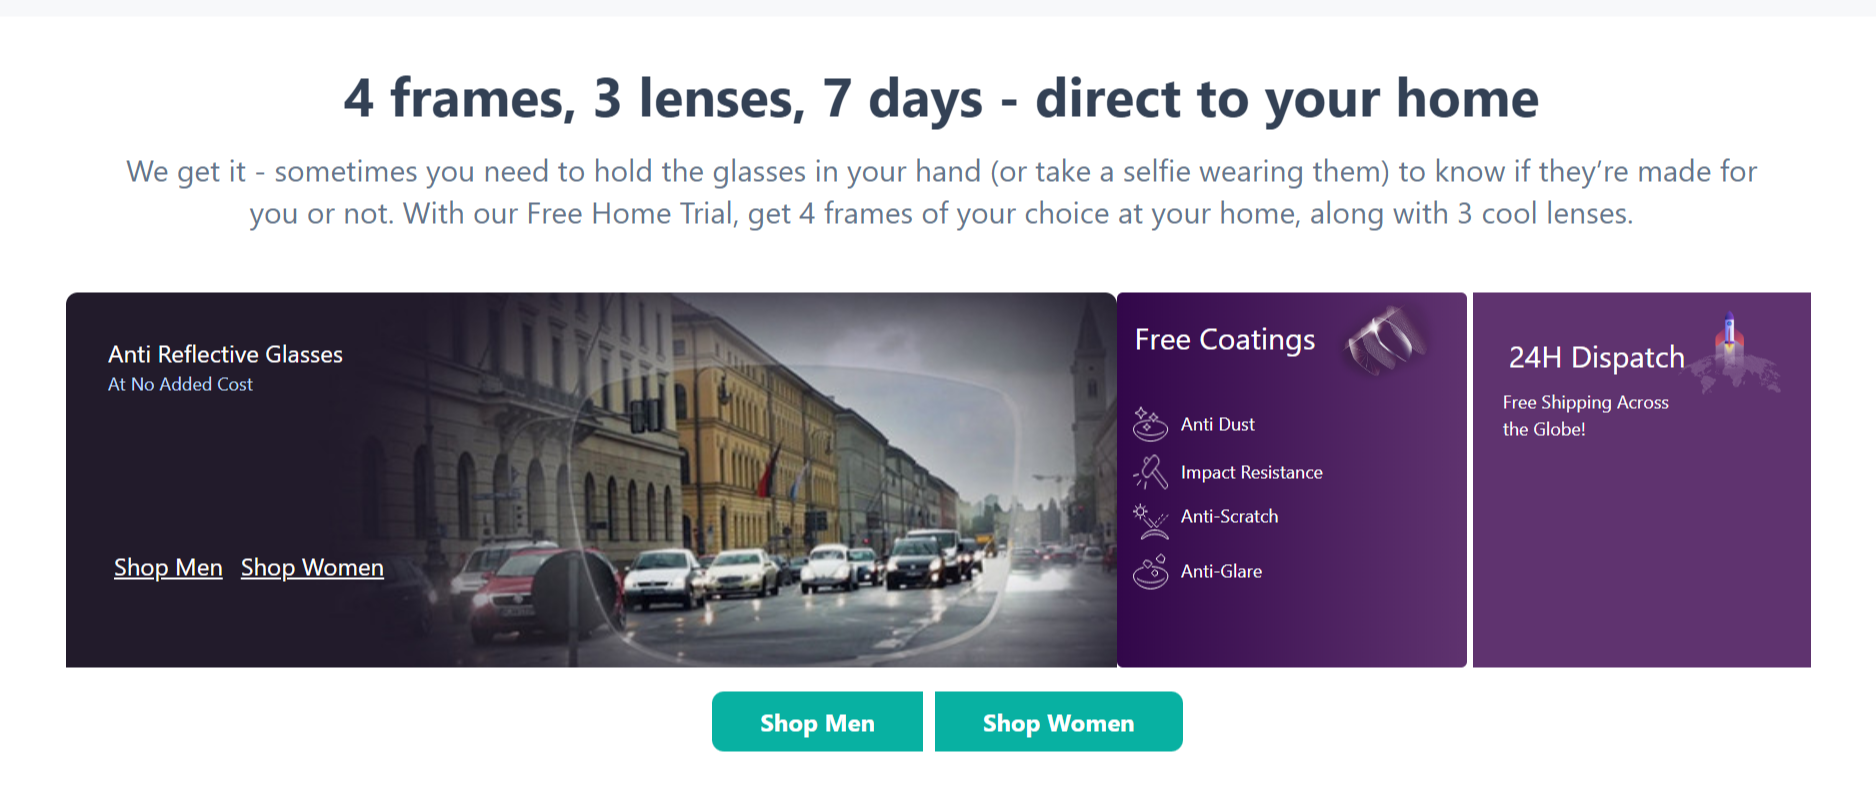 4 frames, 3 lenses, 7 days - direct to your home
We get it - sometimes you need to hold the glasses in your hand (or take a selfie wearing them) to know if they’re made for
you or not. With our Free Home Trial, get 4 frames of your choice at your home, along with 3 cool lenses.
Anti Reflective Glasses
At No Added Cost
Shop Men Shop Women
Free Coatings
Anti Dust
Impact Resistance
Anti-Scratch
Anti-Glare
24H Dispatch
Free Shipping Across
the Globe!
Shop Men
Shop Women